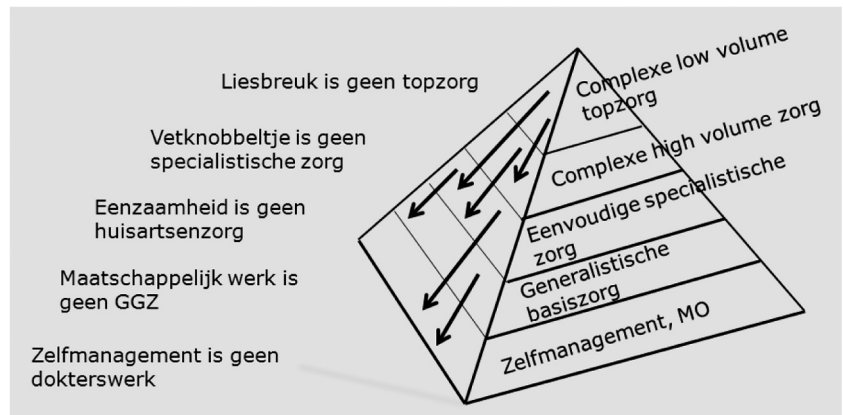 Liesbreuk is geen topzorg
Vetknobbeltje is geen
specialistische zorg
Eenzaamheid is geen
huisartsenzorg
Maatschappelijk werk is
geen GGZ
Zelfmanagement is geen
dokterswerk
Complexe low volume
topzorg
Complexe high volume zorg
Eenvoudige specialistische
zorg
Generalistische
basiszorg
Zelfmanagement, MO